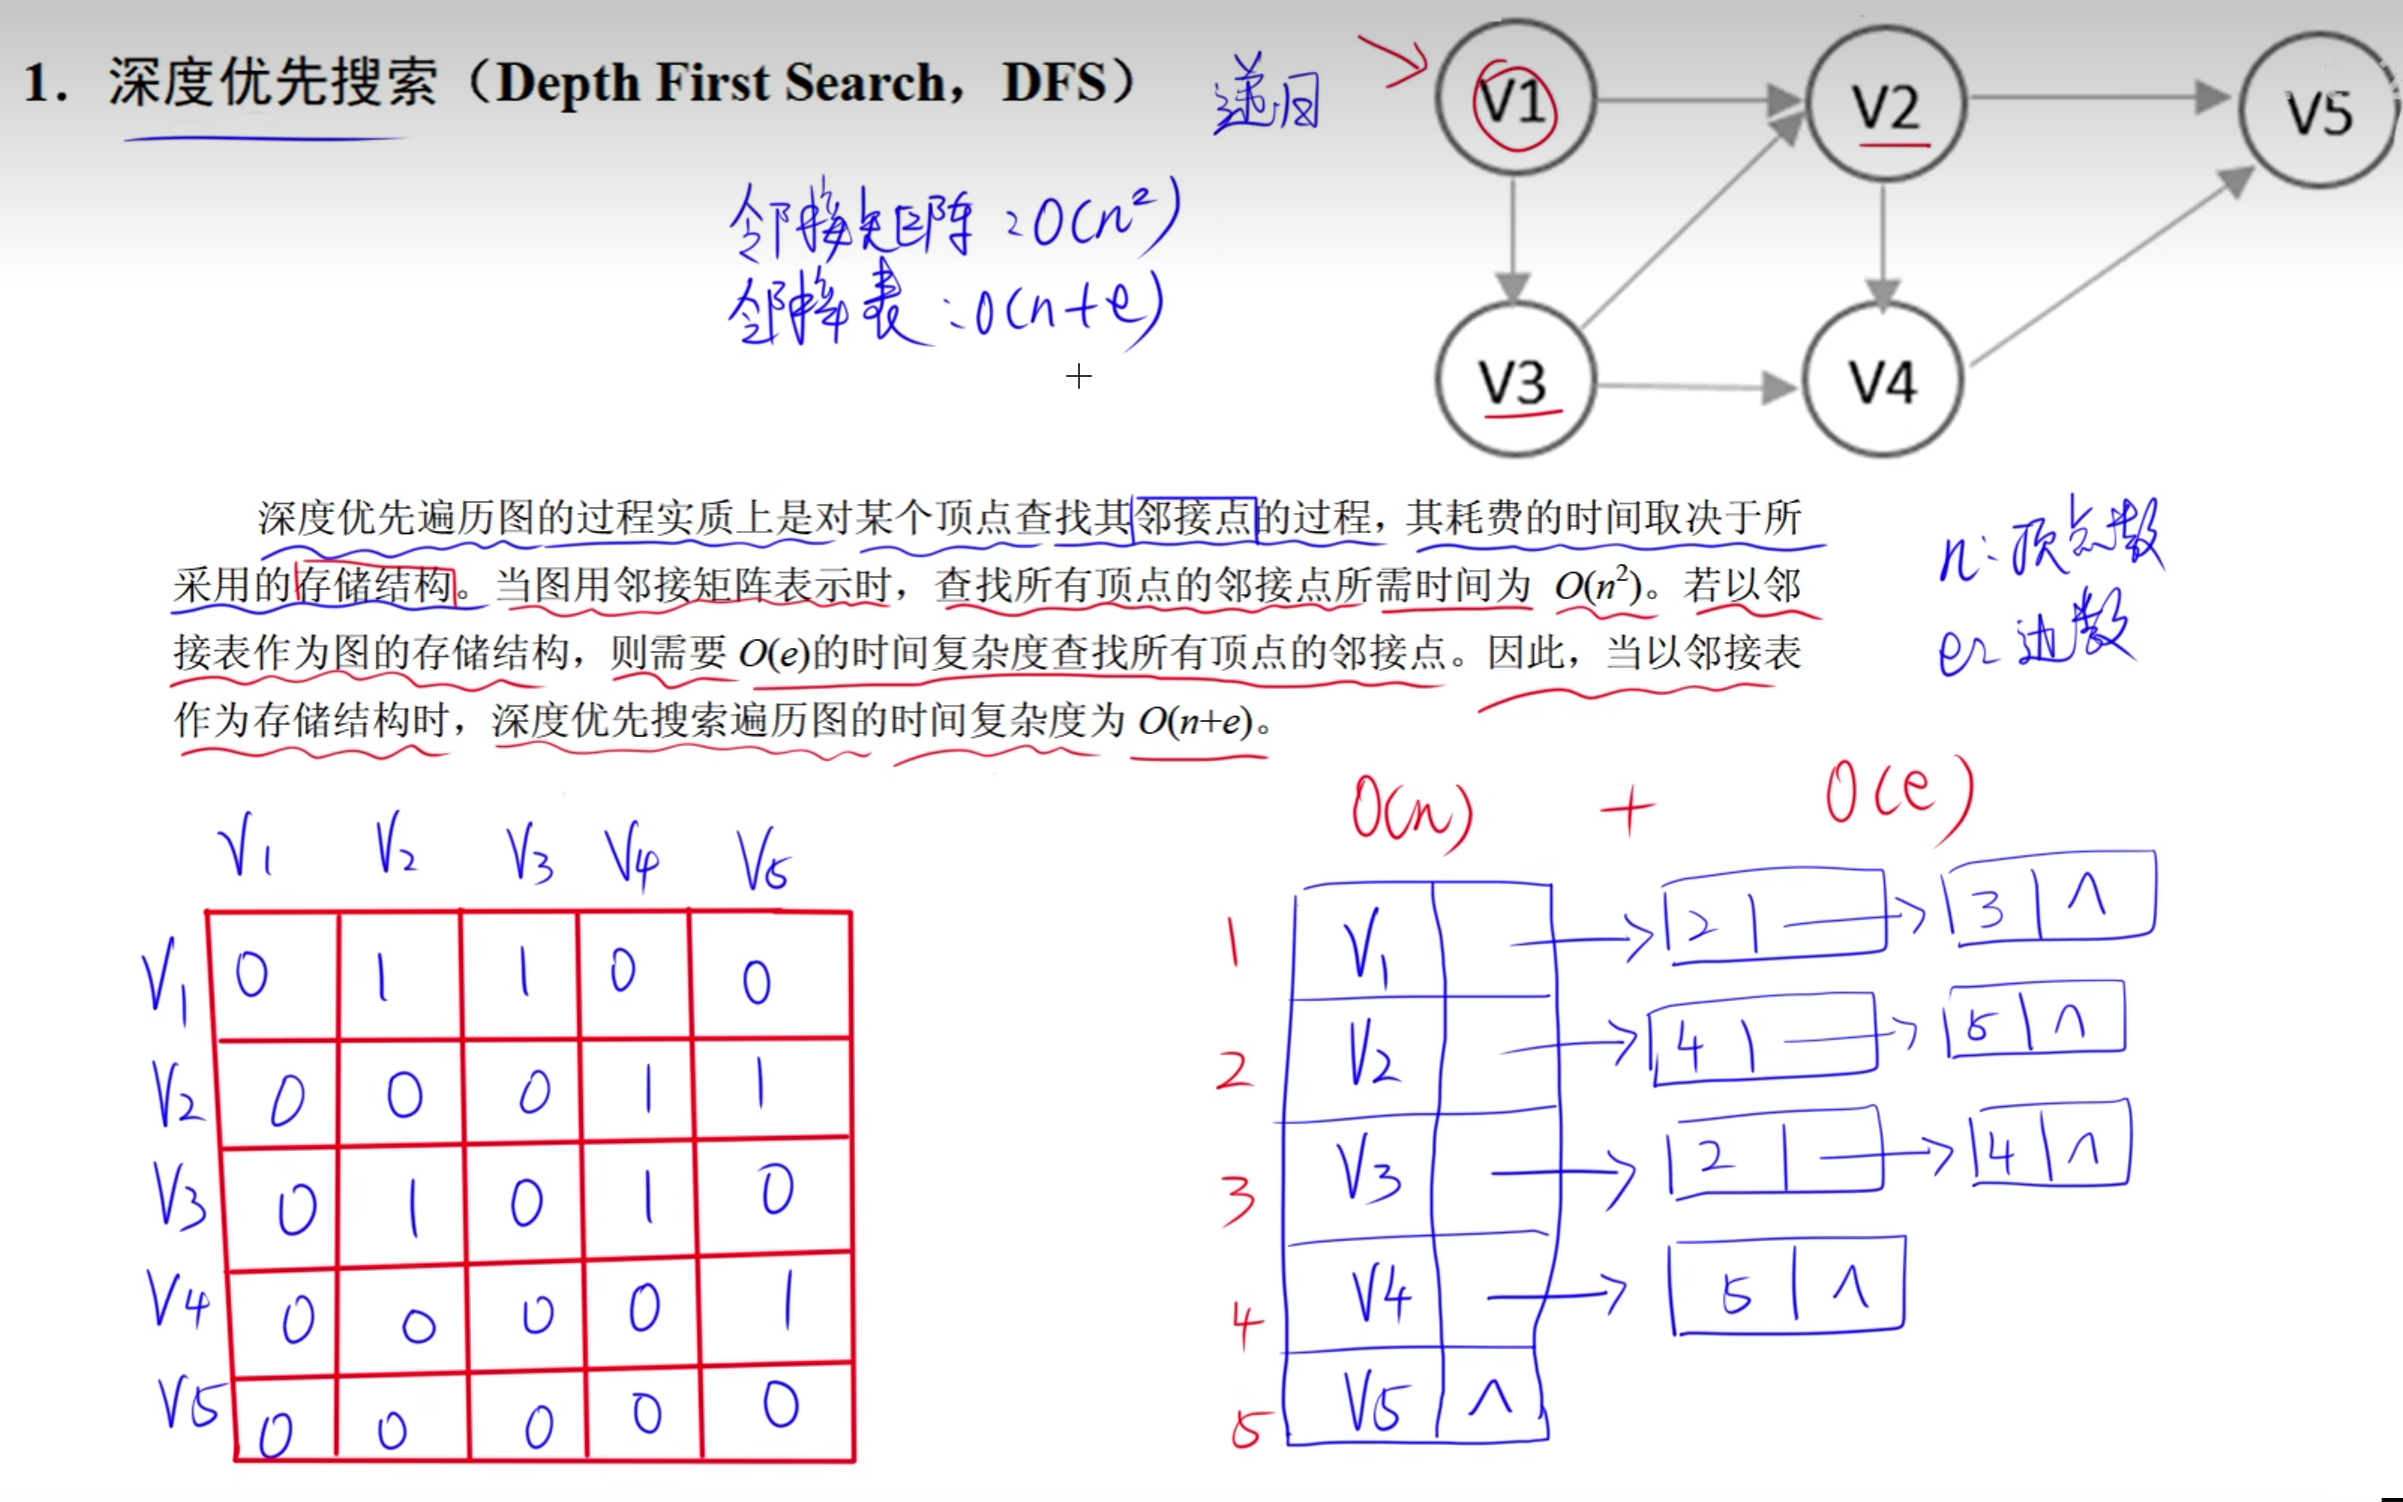 1. 深度优先搜索（Depth First Search，DFS） 递归
邻接矩阵：O(n²)
邻接表：O(n+e)
V1 V2 V5
V3 V4
深度优先遍历图的过程实质上是对某个顶点查找其邻接点的过程，其耗费的时间取决于所
采用的存储结构。当图用邻接矩阵表示时，查找所有顶点的邻接点所需时间为 O(n²)。若以邻
接表作为图的存储结构，则需要 O(e)的时间复杂度查找所有顶点的邻接点。因此，当以邻接表
作为存储结构时，深度优先搜索遍历图的时间复杂度为 O(n+e)。
n：顶点数
e：边数
V1 V2 V3 V4 V5
V1 0 1 1 0 0
V2 0 0 0 1 1
V3 0 1 0 1 0
V4 0 0 0 0 1
V5 0 0 0 0 0
O(n) + O(e)
1 V1 2 3 ∧
2 V2 4 5 ∧
3 V3 2 4 ∧
4 V4 5 ∧
5 V5 ∧